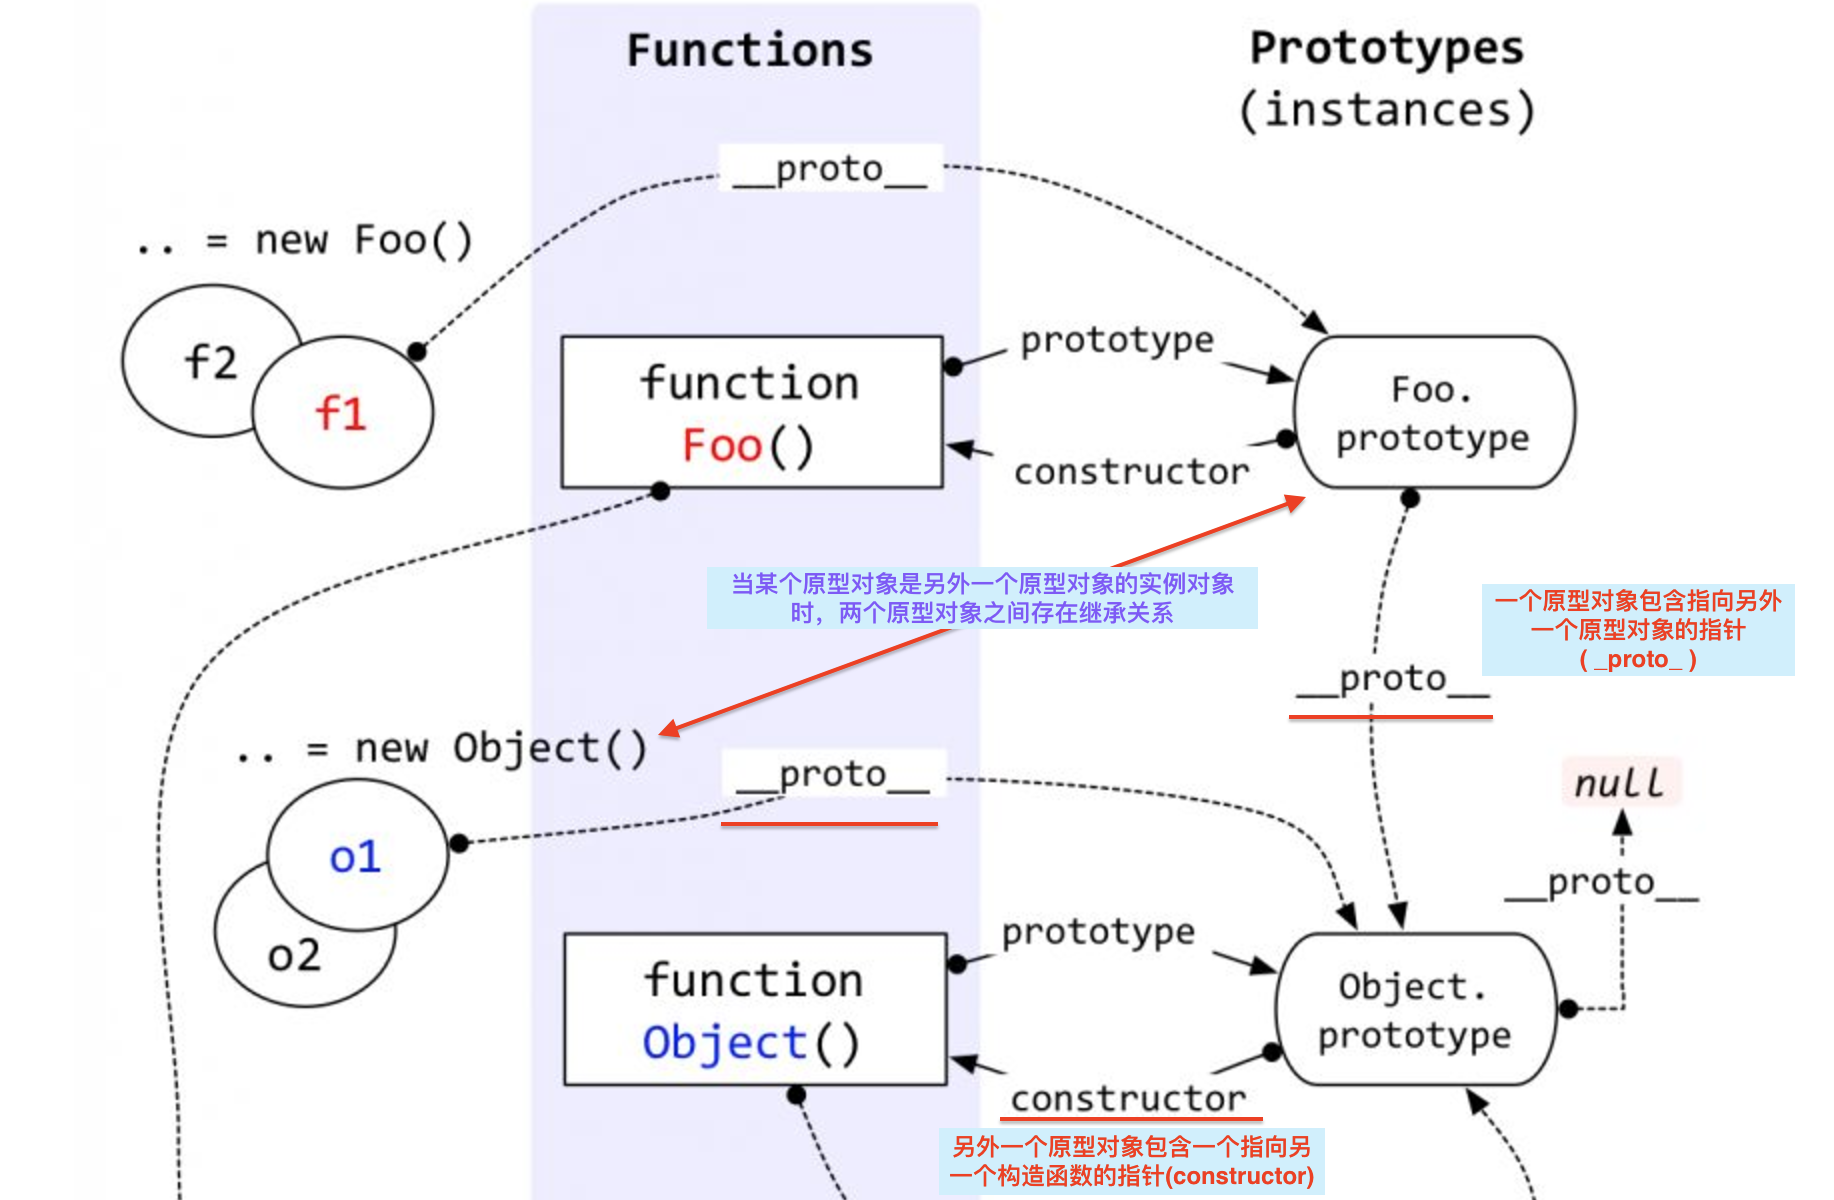 Functions
Prototypes
(instances)
__proto__
.. = new Foo()
f2
f1
function
Foo()
prototype
constructor
Foo.
prototype
当某个原型对象是另外一个原型对象的实例对象
时，两个原型对象之间存在继承关系
一个原型对象包含指向另外
一个原型对象的指针
( _proto_ )
__proto__
.. = new Object()
__proto__
null
__proto__
o1
o2
function
Object()
prototype
constructor
Object.
prototype
另外一个原型对象包含一个指向另
一个构造函数的指针(constructor)